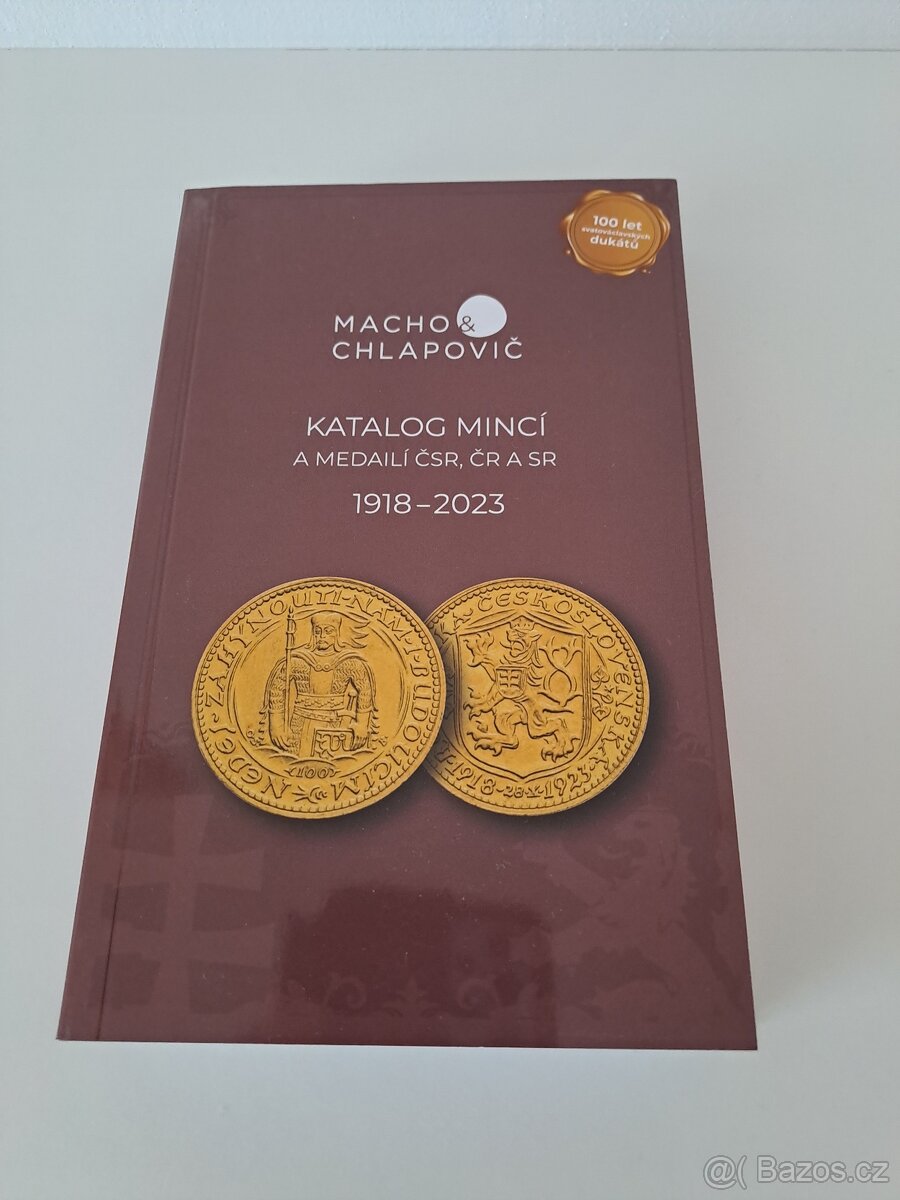 100 let
svatováclavských
dukátů
MACHO &
CHLAPOVIČ
KATALOG MINCÍ
A MEDAILÍ ČSR, ČR A SR
1918–2023
NEDEJ · ZAHYNOUTI · NÁM · I · BUDOUCÍM
(100)
ČESKOSLOVENSKÁ
1918 · 28 · X · 1923
@( Bazos.cz